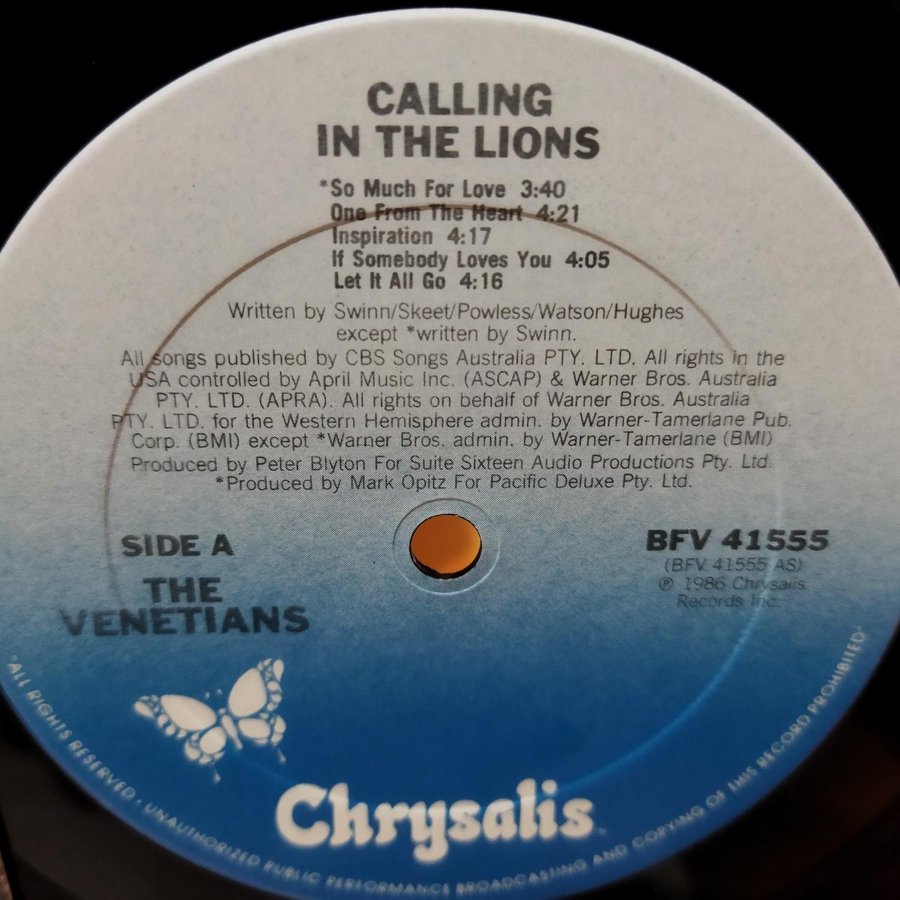 CALLING
IN THE LIONS
*So Much For Love 3:40
One From The Heart 4:21
Inspiration 4:17
If Somebody Loves You 4:05
Let It All Go 4:16
Written by Swinn/Skeet/Powless/Watson/Hughes
except *written by Swinn.
All songs published by CBS Songs Australia PTY. LTD. All rights in the
USA controlled by April Music Inc. (ASCAP) & Warner Bros. Australia
PTY. LTD. (APRA). All rights on behalf of Warner Bros. Australia
PTY. LTD. for the Western Hemisphere admin. by Warner-Tamerlane Pub.
Corp. (BMI) except *Warner Bros. admin. by Warner-Tamerlane (BMI)
Produced by Peter Blyton For Suite Sixteen Audio Productions Pty. Ltd.
*Produced by Mark Opitz For Pacific Deluxe Pty. Ltd.
SIDE A
THE
VENETIANS
BFV 41555
(BFV 41555 AS)
℗ 1986 Chrysalis
Records Inc.
Chrysalis
ALL RIGHTS RESERVED · UNAUTHORIZED PUBLIC PERFORMANCE BROADCASTING AND COPYING OF THIS RECORD PROHIBITED